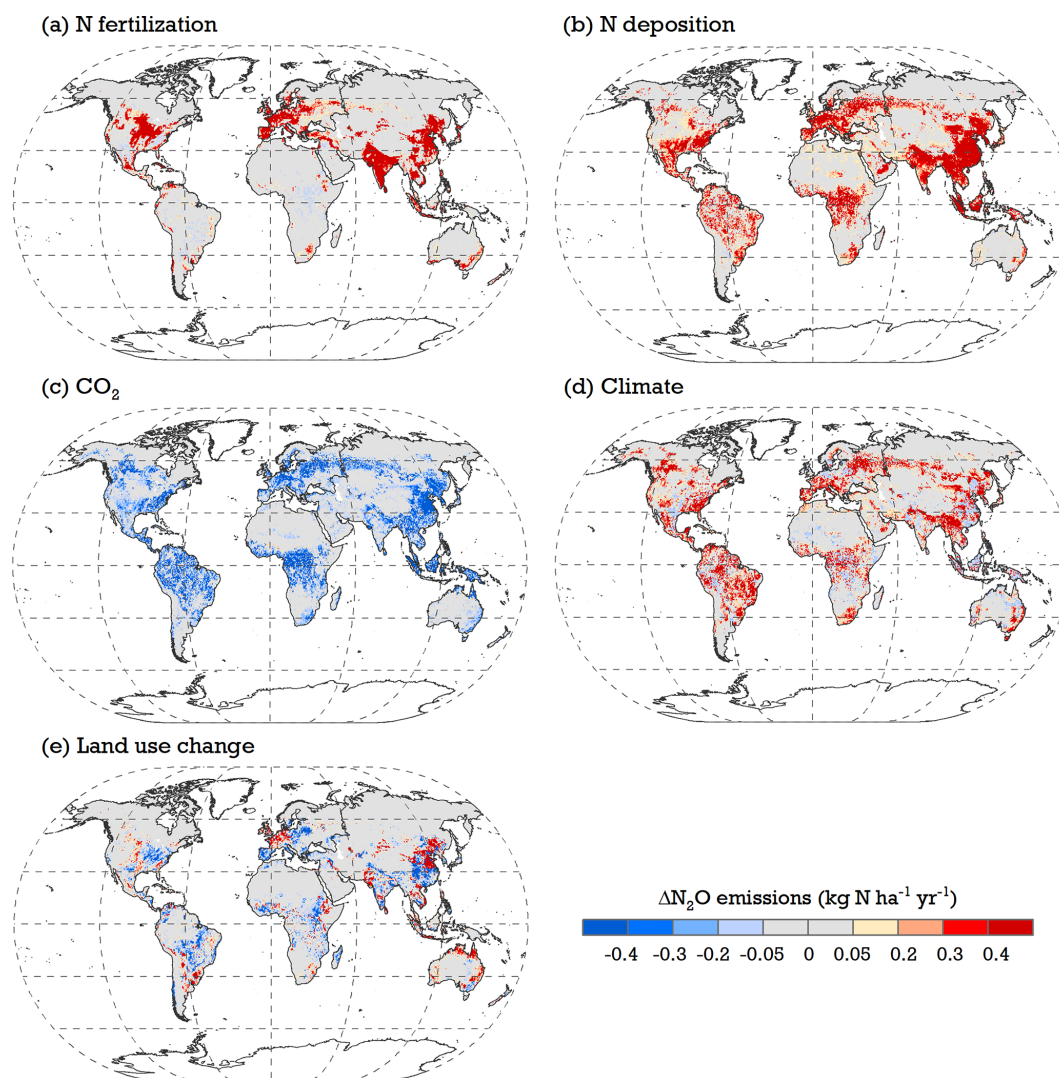 (a) N fertilization
(b) N deposition
(c) CO₂
(d) Climate
(e) Land use change
ΔN₂O emissions (kg N ha⁻¹ yr⁻¹)
-0.4 -0.3 -0.2 -0.05 0 0.05 0.2 0.3 0.4